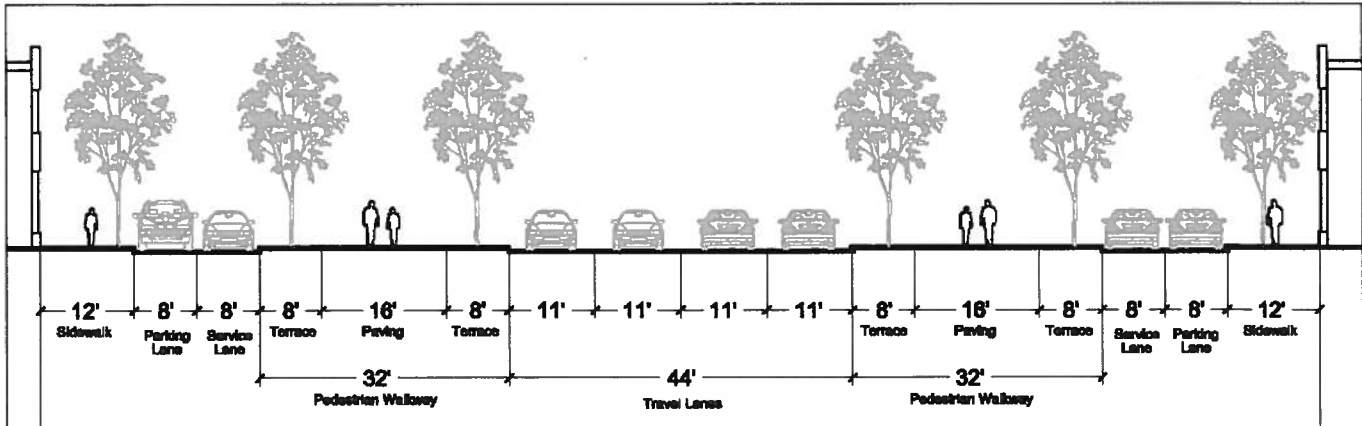 12' 8' 8' 8' 16' 8' 11' 11' 11' 11' 8' 16' 8' 8' 8' 12'
Sidewalk Parking Lane Service Lane Terrace Paving Terrace Terrace Paving Terrace Service Lane Parking Lane Sidewalk
32' 44' 32'
Pedestrian Walkway Travel Lanes Pedestrian Walkway